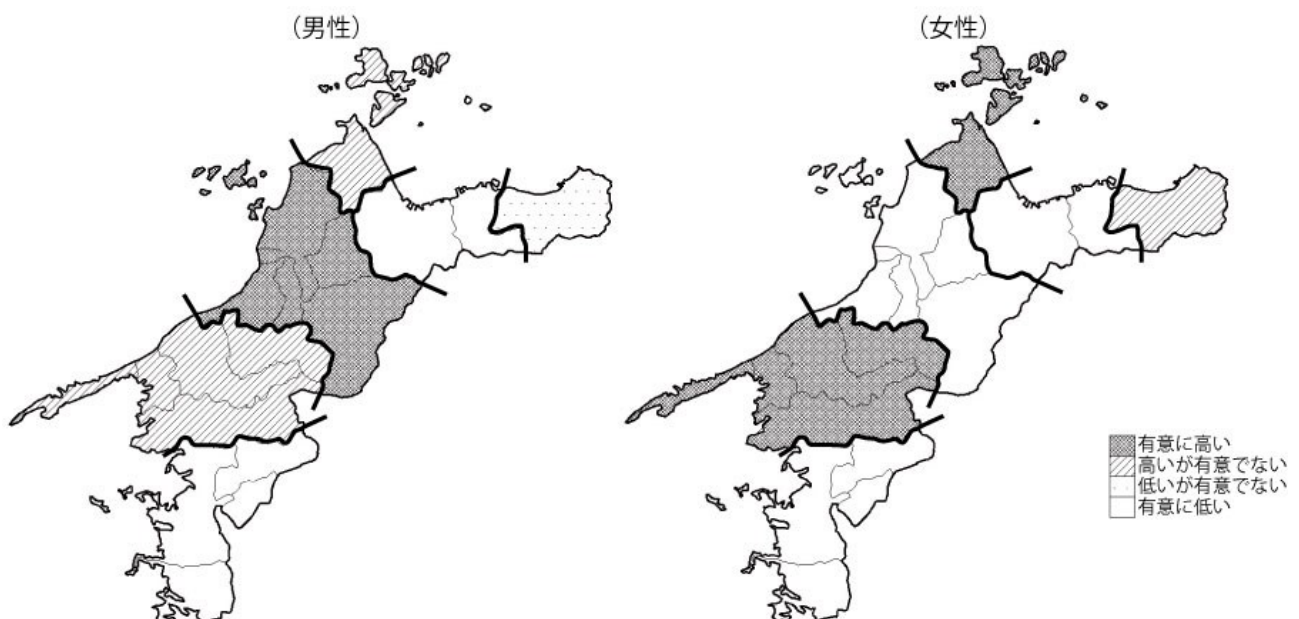 (男性)
(女性)
有意に高い
高いが有意でない
低いが有意でない
有意に低い